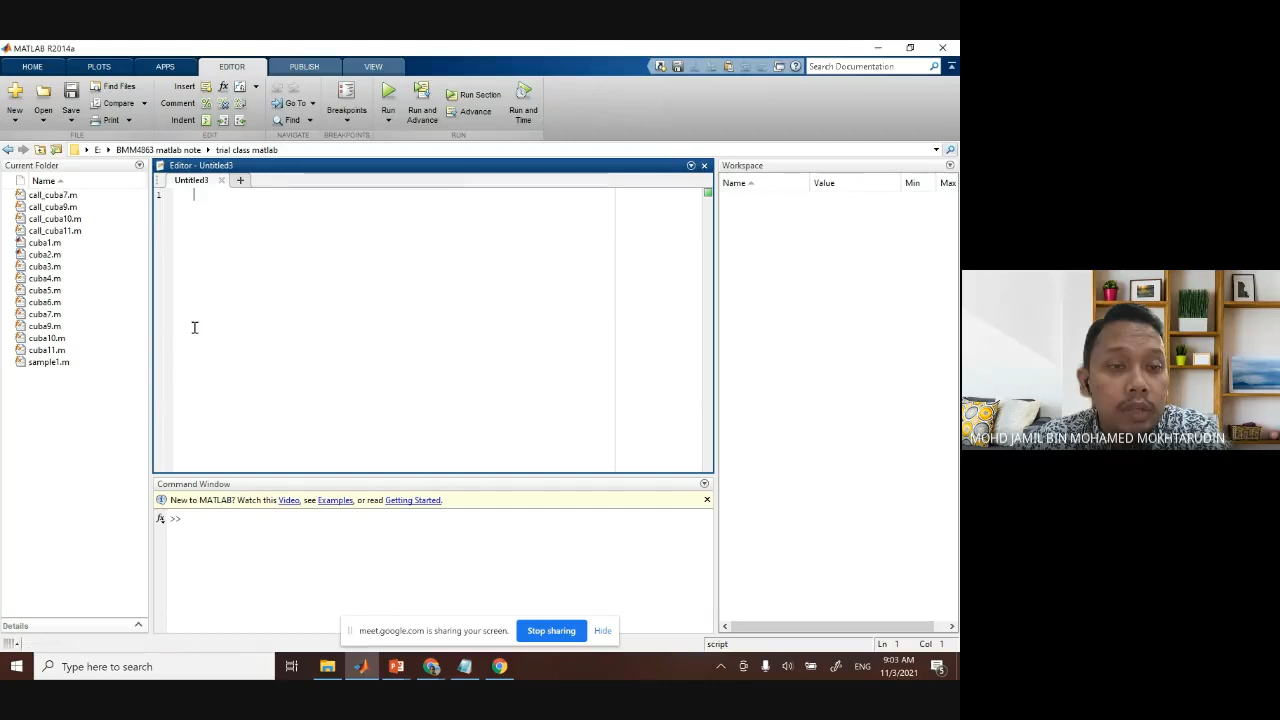 MATLAB R2014a
HOME PLOTS APPS EDITOR PUBLISH VIEW Search Documentation
New Open Save Find Files Compare Print Insert Comment Indent fx Go To Find Breakpoints Run Run and Advance Run Section Advance Run and Time
FILE EDIT NAVIGATE BREAKPOINTS RUN
E: BMM4863 matlab note trial class matlab
Current Folder
Name
call_cuba7.m
call_cuba9.m
call_cuba10.m
call_cuba11.m
cuba1.m
cuba2.m
cuba3.m
cuba4.m
cuba5.m
cuba6.m
cuba7.m
cuba9.m
cuba10.m
cuba11.m
sample1.m
Details
Editor - Untitled3
Untitled3
1
Command Window
New to MATLAB? Watch this Video, see Examples, or read Getting Started.
fx >>
Workspace
Name Value Min Max
MOHD JAMIL BIN MOHAMED MOKHTARUDIN
meet.google.com is sharing your screen. Stop sharing Hide
script Ln 1 Col 1
Type here to search
ENG
9:03 AM
11/3/2021
5